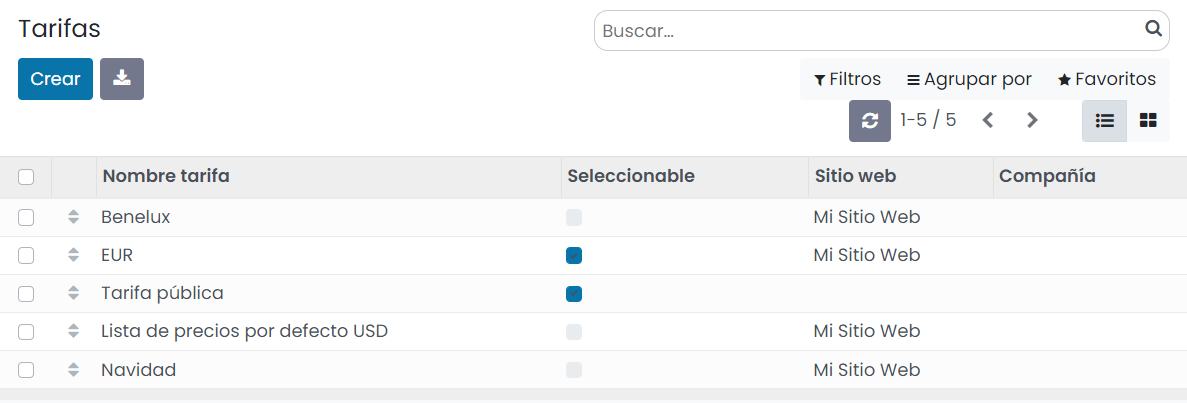 Tarifas
Buscar...
Crear
Filtros Agrupar por Favoritos
1-5 / 5
Nombre tarifa Seleccionable Sitio web Compañía
Benelux Mi Sitio Web
EUR Mi Sitio Web
Tarifa pública
Lista de precios por defecto USD Mi Sitio Web
Navidad Mi Sitio Web